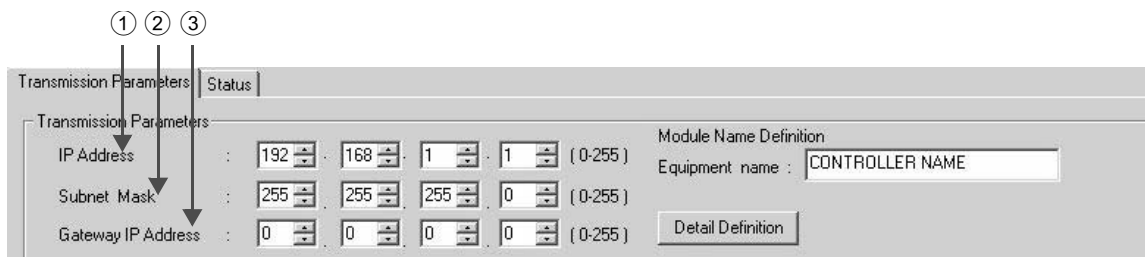 ① ② ③
Transmission Parameters Status
Transmission Parameters
IP Address : 192 . 168 . 1 . 1 (0-255)
Subnet Mask : 255 . 255 . 255 . 0 (0-255)
Gateway IP Address : 0 . 0 . 0 . 0 (0-255)
Module Name Definition
Equipment name : CONTROLLER NAME
Detail Definition